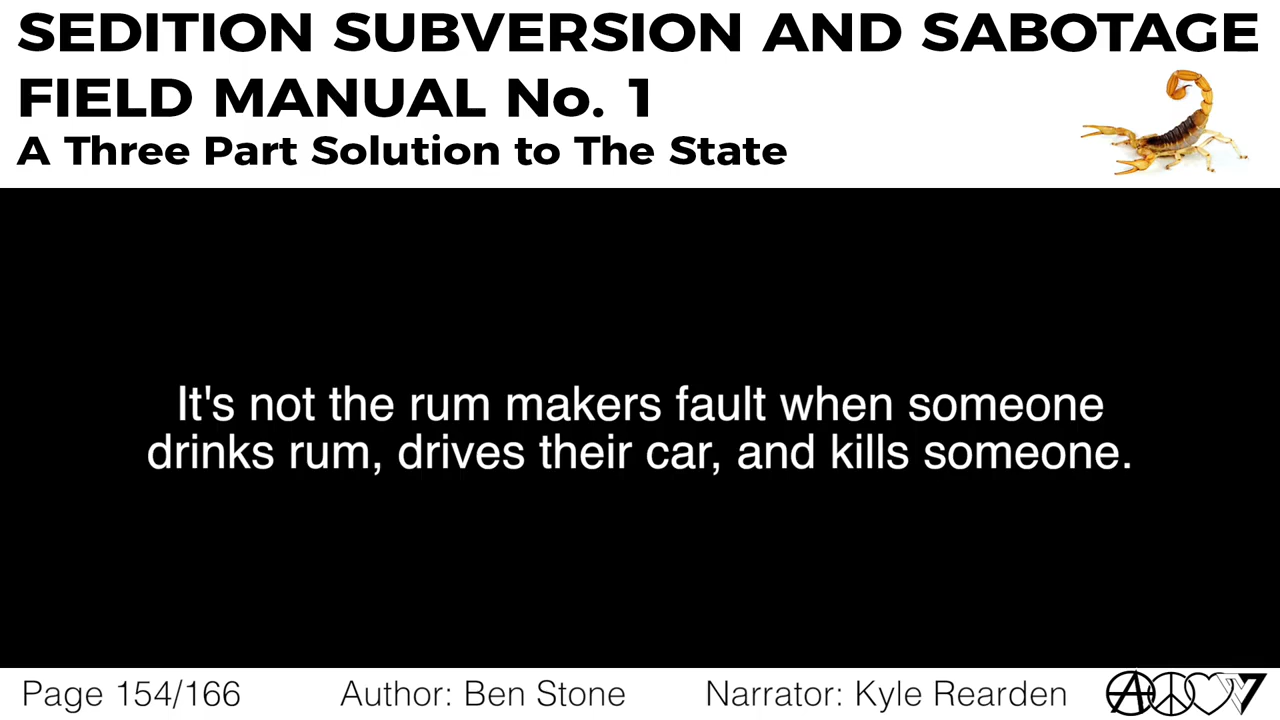 SEDITION SUBVERSION AND SABOTAGE
FIELD MANUAL No. 1
A Three Part Solution to The State
It's not the rum makers fault when someone
drinks rum, drives their car, and kills someone.
Page 154/166 Author: Ben Stone Narrator: Kyle Rearden